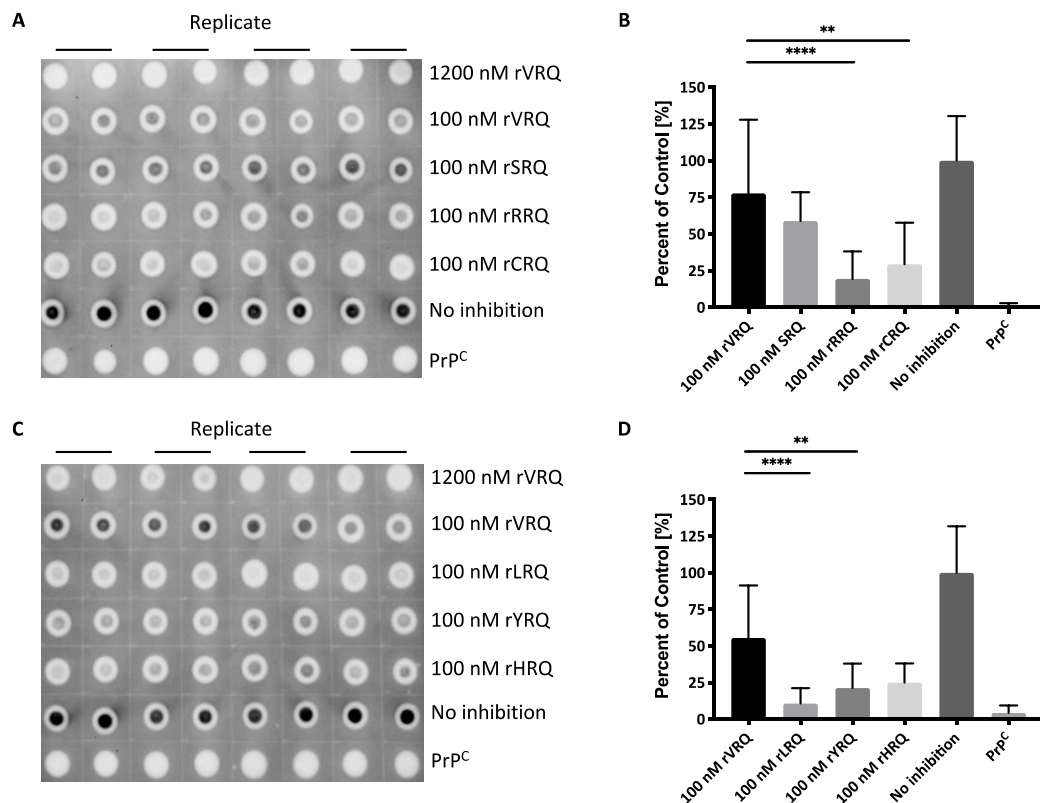 A
Replicate
1200 nM rVRQ
100 nM rVRQ
100 nM rSRQ
100 nM rRRQ
100 nM rCRQ
No inhibition
PrPC
B
**
****
Percent of Control [%]
150
125
100
75
50
25
0
100 nM rVRQ
100 nM SRQ
100 nM rRRQ
100 nM rCRQ
No inhibition
PrPC
C
Replicate
1200 nM rVRQ
100 nM rVRQ
100 nM rLRQ
100 nM rYRQ
100 nM rHRQ
No inhibition
PrPC
D
**
****
Percent of Control [%]
150
125
100
75
50
25
0
100 nM rVRQ
100 nM rLRQ
100 nM rYRQ
100 nM rHRQ
No inhibition
PrPC